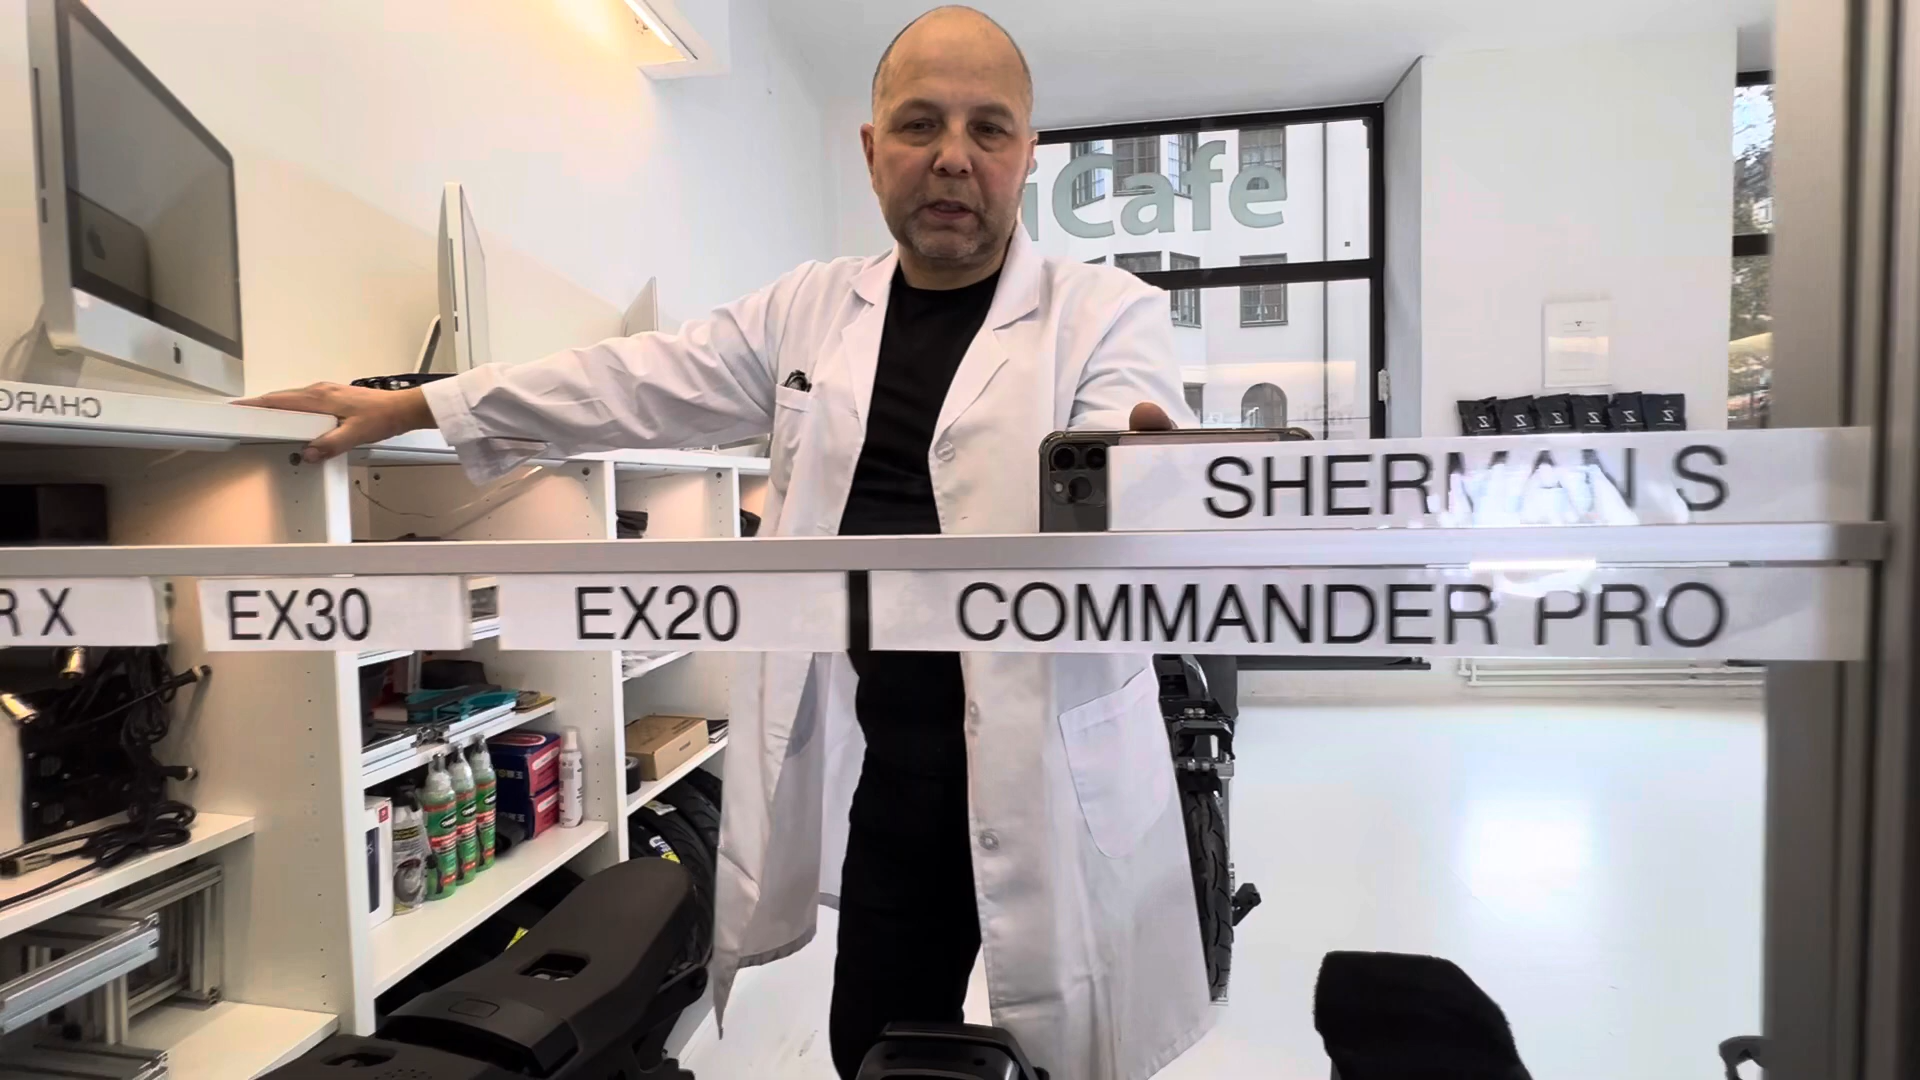 iCafe
CHARG
SHERMAN S
R X
EX30
EX20
COMMANDER PRO